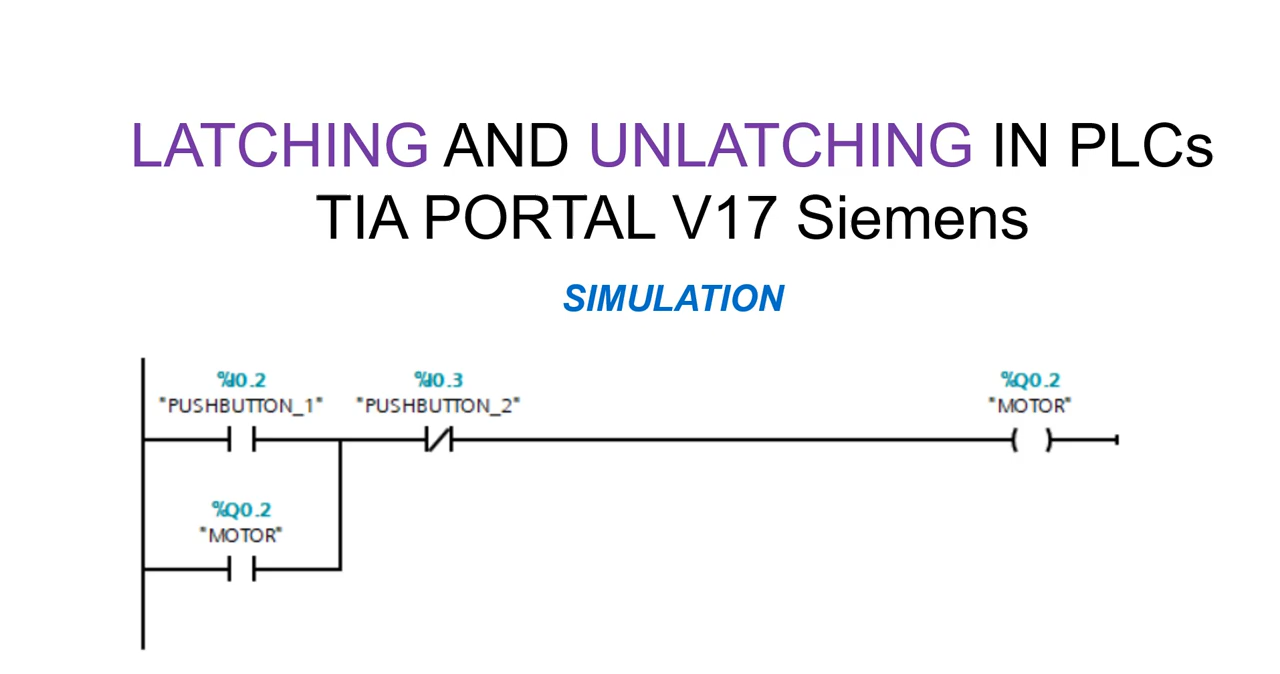 LATCHING AND UNLATCHING IN PLCs
TIA PORTAL V17 Siemens
SIMULATION
%I0.2
"PUSHBUTTON_1"
%I0.3
"PUSHBUTTON_2"
%Q0.2
"MOTOR"
%Q0.2
"MOTOR"